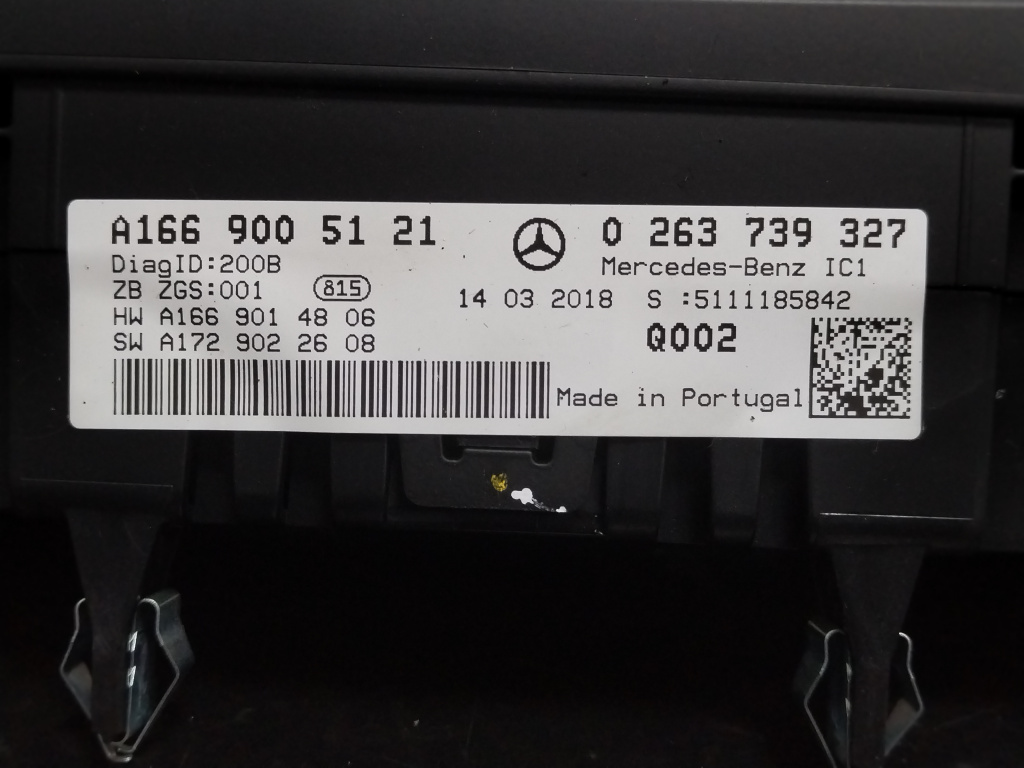 A166 900 51 21
0 263 739 327
DiagID:200B
Mercedes-Benz IC1
ZB ZGS:001
815
14 03 2018 S :5111185842
HW A166 901 48 06
Q002
SW A172 902 26 08
Made in Portugal